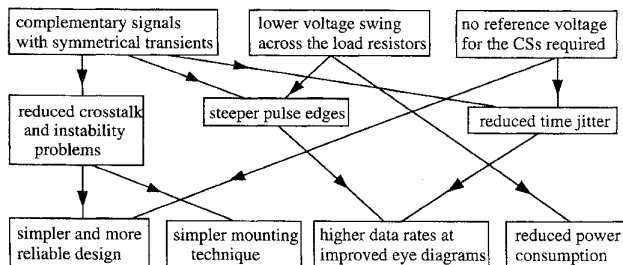 complementary signals
with symmetrical transients
lower voltage swing
across the load resistors
no reference voltage
for the CSs required
reduced crosstalk
and instability
problems
steeper pulse edges
reduced time jitter
simpler and more
reliable design
simpler mounting
technique
higher data rates at
improved eye diagrams
reduced power
consumption